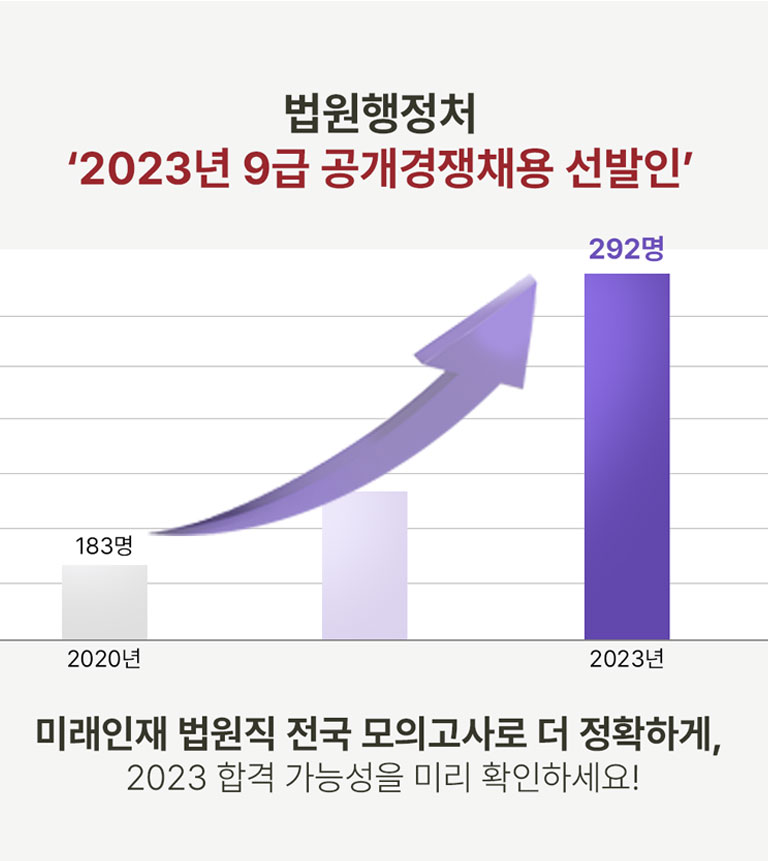 법원행정처
‘2023년 9급 공개경쟁채용 선발인’
292명
183명
2020년
2023년
미래인재 법원직 전국 모의고사로 더 정확하게,
2023 합격 가능성을 미리 확인하세요!